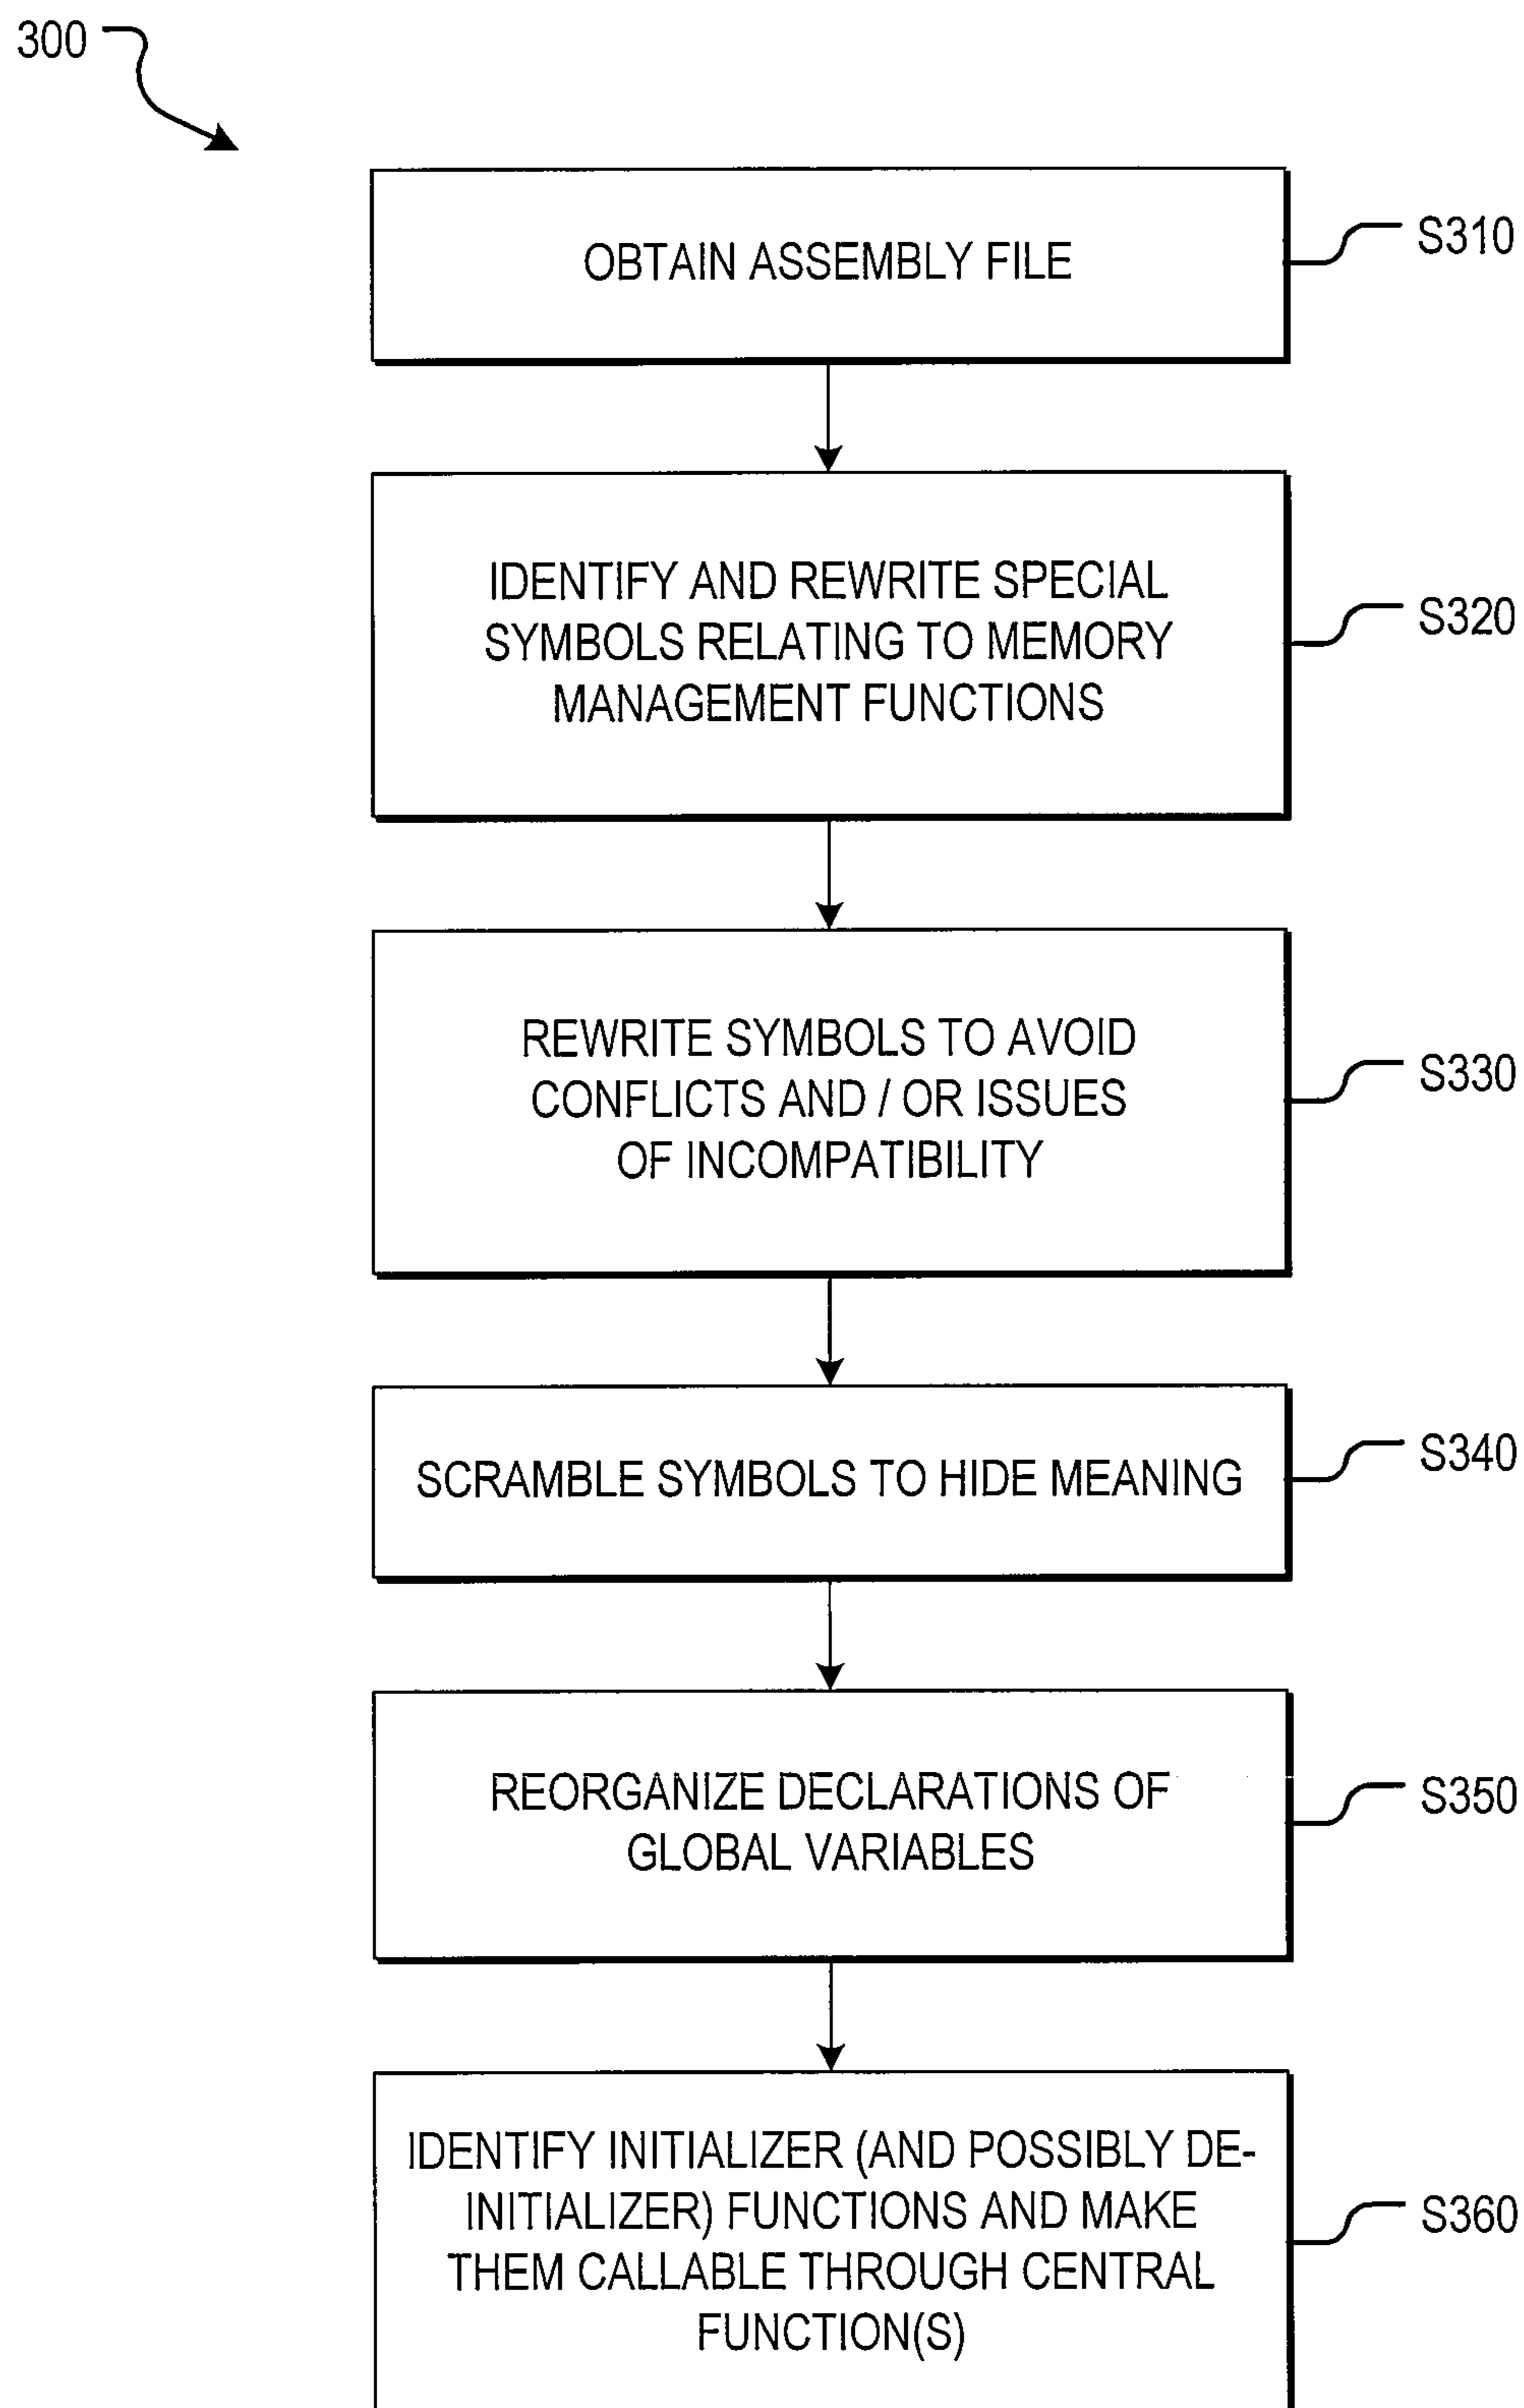 300
OBTAIN ASSEMBLY FILE
S310
IDENTIFY AND REWRITE SPECIAL
SYMBOLS RELATING TO MEMORY
MANAGEMENT FUNCTIONS
S320
REWRITE SYMBOLS TO AVOID
CONFLICTS AND / OR ISSUES
OF INCOMPATIBILITY
S330
SCRAMBLE SYMBOLS TO HIDE MEANING
S340
REORGANIZE DECLARATIONS OF
GLOBAL VARIABLES
S350
IDENTIFY INITIALIZER (AND POSSIBLY DE-
INITIALIZER) FUNCTIONS AND MAKE
THEM CALLABLE THROUGH CENTRAL
FUNCTION(S)
S360